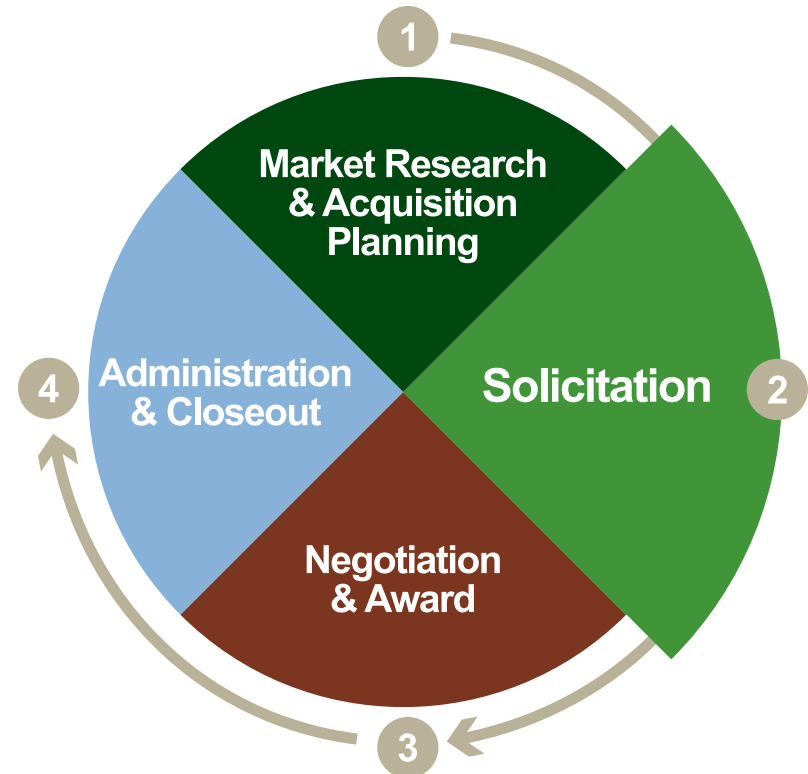 1
Market Research
& Acquisition
Planning
Solicitation
2
Negotiation
& Award
3
Administration
& Closeout
4